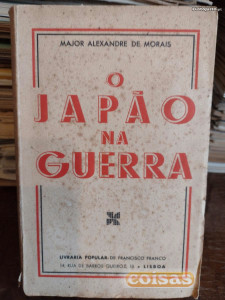 MAJOR ALEXANDRE DE MORAIS
O
JAPÃO
NA
GUERRA
LIVRARIA POPULAR DE FRANCISCO FRANCO
LISBOA
coisas